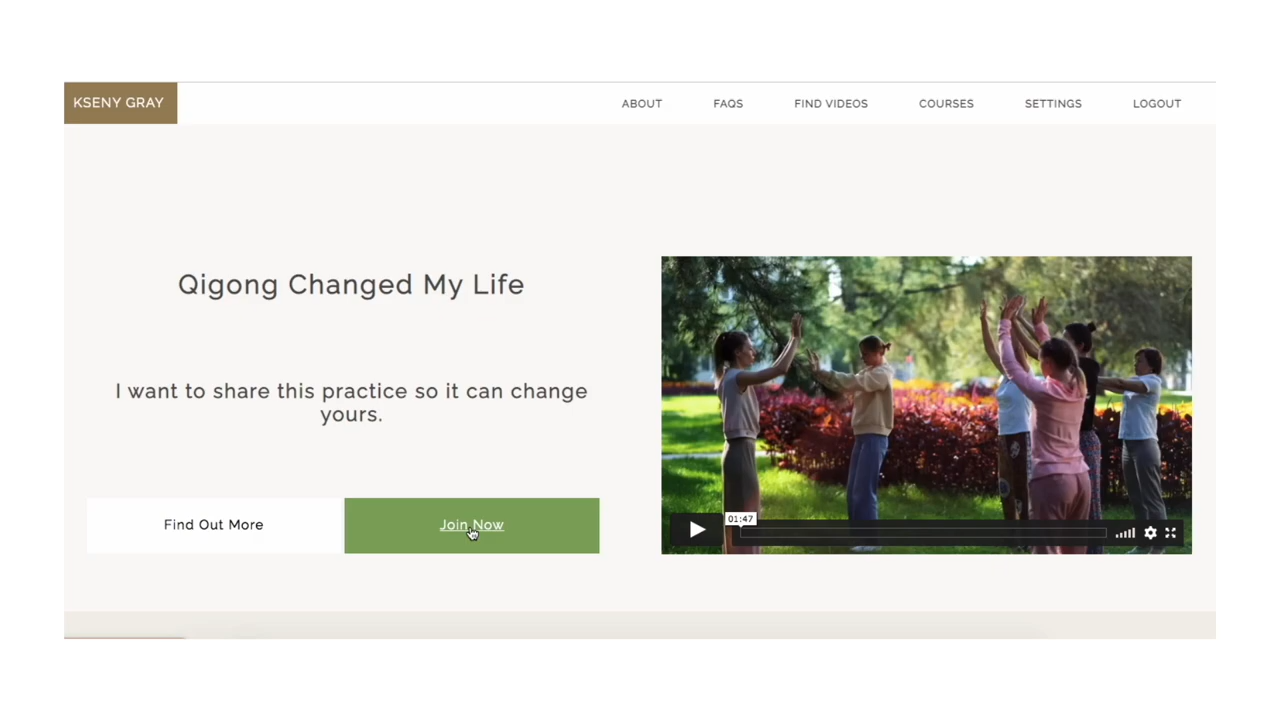 KSENY GRAY
ABOUT
FAQS
FIND VIDEOS
COURSES
SETTINGS
LOGOUT
Qigong Changed My Life
I want to share this practice so it can change
yours.
Find Out More
Join Now
01:47